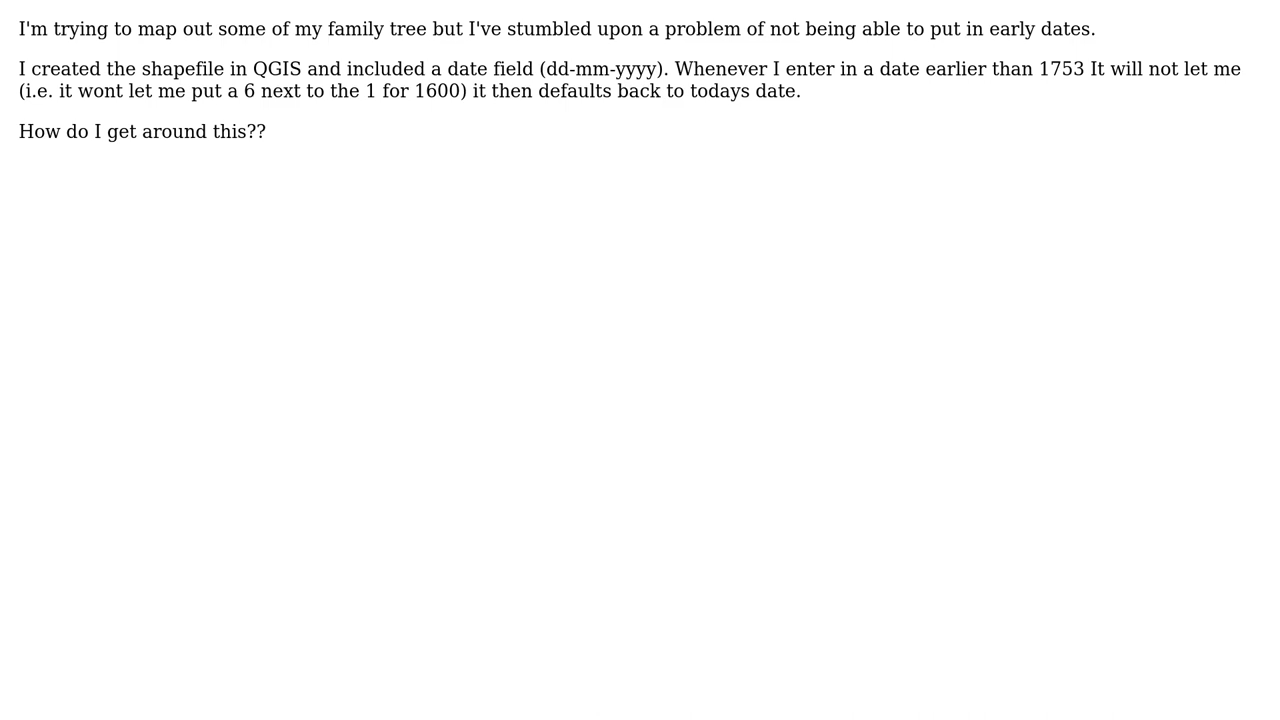 I'm trying to map out some of my family tree but I've stumbled upon a problem of not being able to put in early dates.
I created the shapefile in QGIS and included a date field (dd-mm-yyyy). Whenever I enter in a date earlier than 1753 It will not let me
(i.e. it wont let me put a 6 next to the 1 for 1600) it then defaults back to todays date.
How do I get around this??